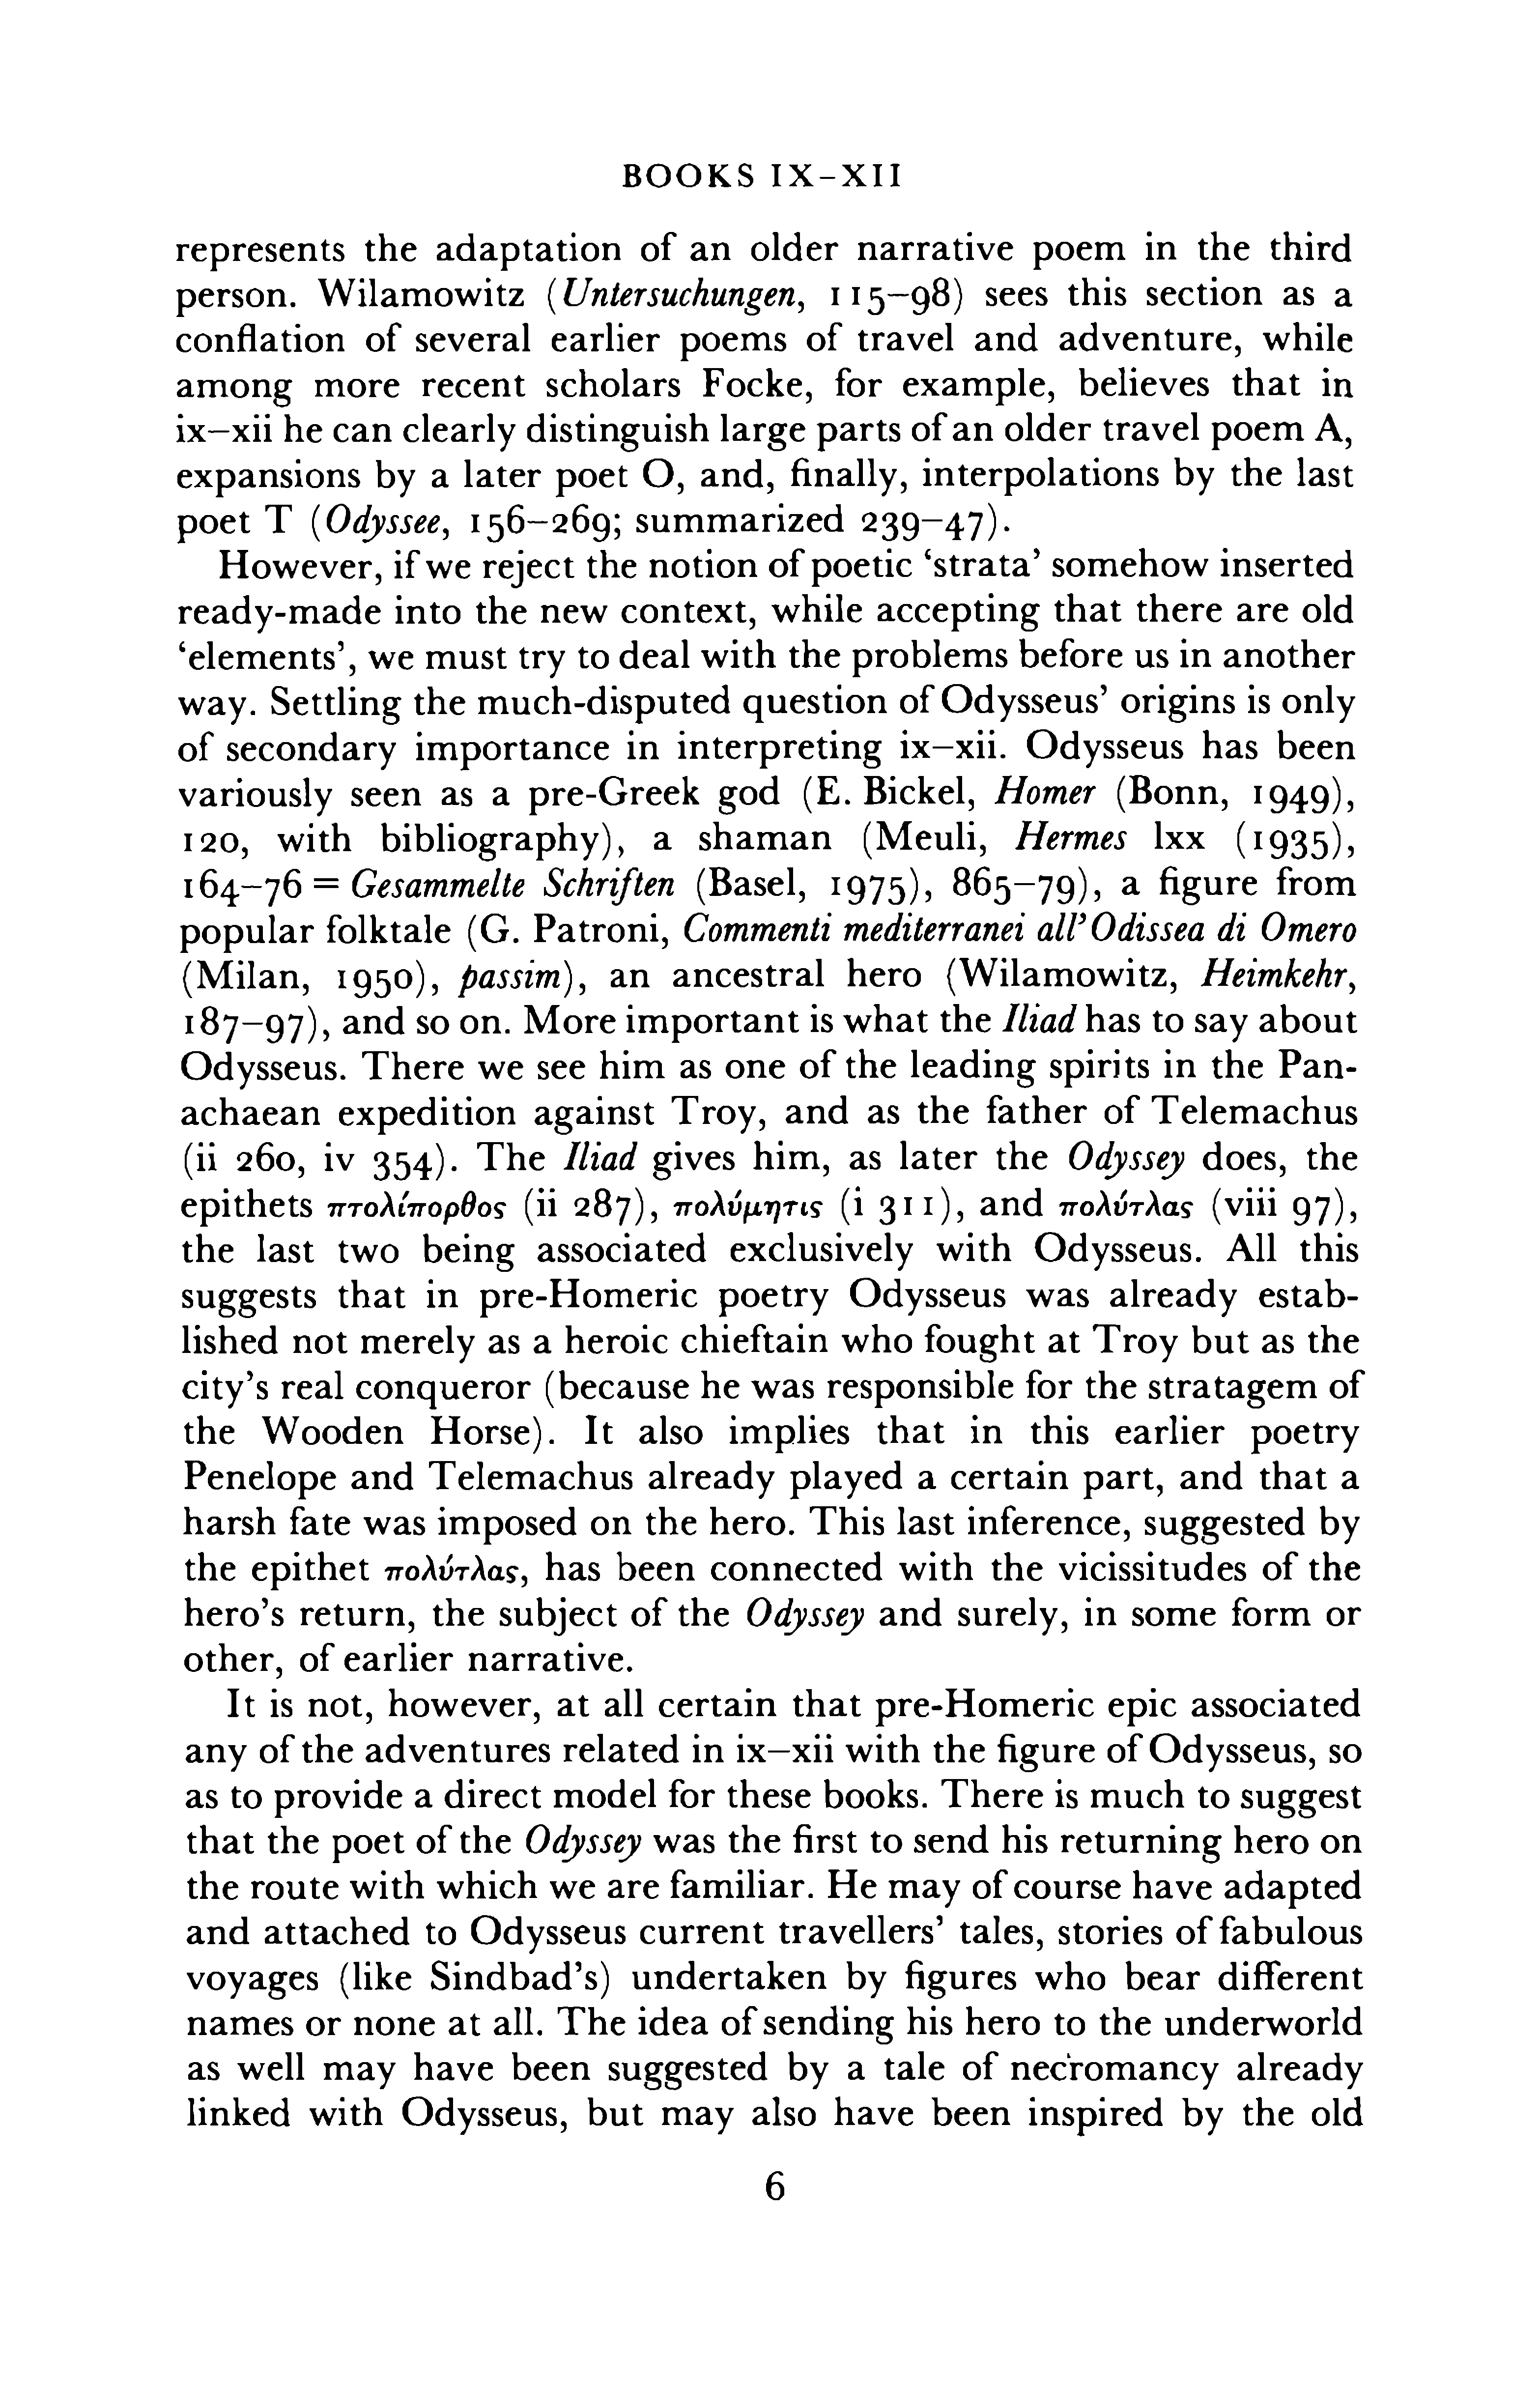 BOOKS IX–XII
represents the adaptation of an older narrative poem in the third
person. Wilamowitz (Untersuchungen, 115–98) sees this section as a
conflation of several earlier poems of travel and adventure, while
among more recent scholars Focke, for example, believes that in
ix–xii he can clearly distinguish large parts of an older travel poem A,
expansions by a later poet O, and, finally, interpolations by the last
poet T (Odyssee, 156–269; summarized 239–47).
However, if we reject the notion of poetic ‘strata’ somehow inserted
ready-made into the new context, while accepting that there are old
‘elements’, we must try to deal with the problems before us in another
way. Settling the much-disputed question of Odysseus’ origins is only
of secondary importance in interpreting ix–xii. Odysseus has been
variously seen as a pre-Greek god (E. Bickel, Homer (Bonn, 1949),
120, with bibliography), a shaman (Meuli, Hermes lxx (1935),
164–76 = Gesammelte Schriften (Basel, 1975), 865–79), a figure from
popular folktale (G. Patroni, Commenti mediterranei all’Odissea di Omero
(Milan, 1950), passim), an ancestral hero (Wilamowitz, Heimkehr,
187–97), and so on. More important is what the Iliad has to say about
Odysseus. There we see him as one of the leading spirits in the Pan-
achaean expedition against Troy, and as the father of Telemachus
(ii 260, iv 354). The Iliad gives him, as later the Odyssey does, the
epithets πτολίπορθος (ii 287), πολύμητις (i 311), and πολύτλας (viii 97),
the last two being associated exclusively with Odysseus. All this
suggests that in pre-Homeric poetry Odysseus was already estab-
lished not merely as a heroic chieftain who fought at Troy but as the
city’s real conqueror (because he was responsible for the stratagem of
the Wooden Horse). It also implies that in this earlier poetry
Penelope and Telemachus already played a certain part, and that a
harsh fate was imposed on the hero. This last inference, suggested by
the epithet πολύτλας, has been connected with the vicissitudes of the
hero’s return, the subject of the Odyssey and surely, in some form or
other, of earlier narrative.
It is not, however, at all certain that pre-Homeric epic associated
any of the adventures related in ix–xii with the figure of Odysseus, so
as to provide a direct model for these books. There is much to suggest
that the poet of the Odyssey was the first to send his returning hero on
the route with which we are familiar. He may of course have adapted
and attached to Odysseus current travellers’ tales, stories of fabulous
voyages (like Sindbad’s) undertaken by figures who bear different
names or none at all. The idea of sending his hero to the underworld
as well may have been suggested by a tale of necromancy already
linked with Odysseus, but may also have been inspired by the old
6